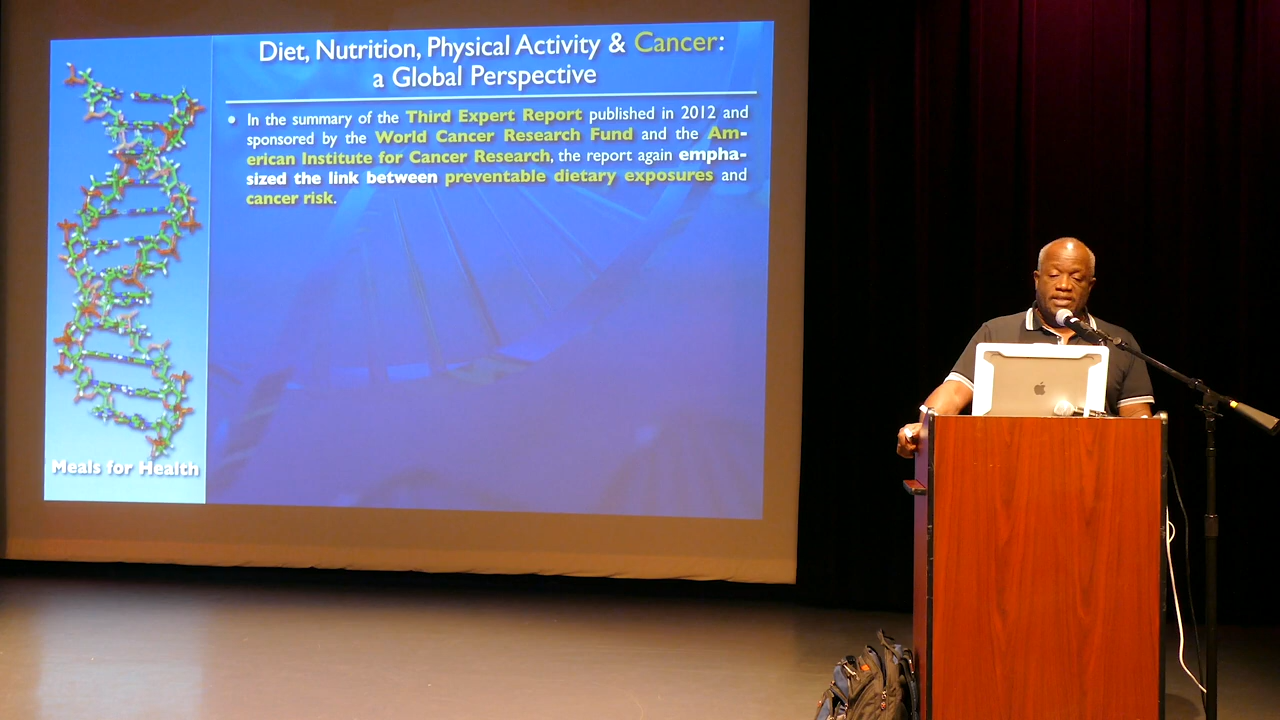 Diet, Nutrition, Physical Activity & Cancer:
a Global Perspective
• In the summary of the Third Expert Report published in 2012 and
sponsored by the World Cancer Research Fund and the Am-
erican Institute for Cancer Research, the report again empha-
sized the link between preventable dietary exposures and
cancer risk.
Meals for Health